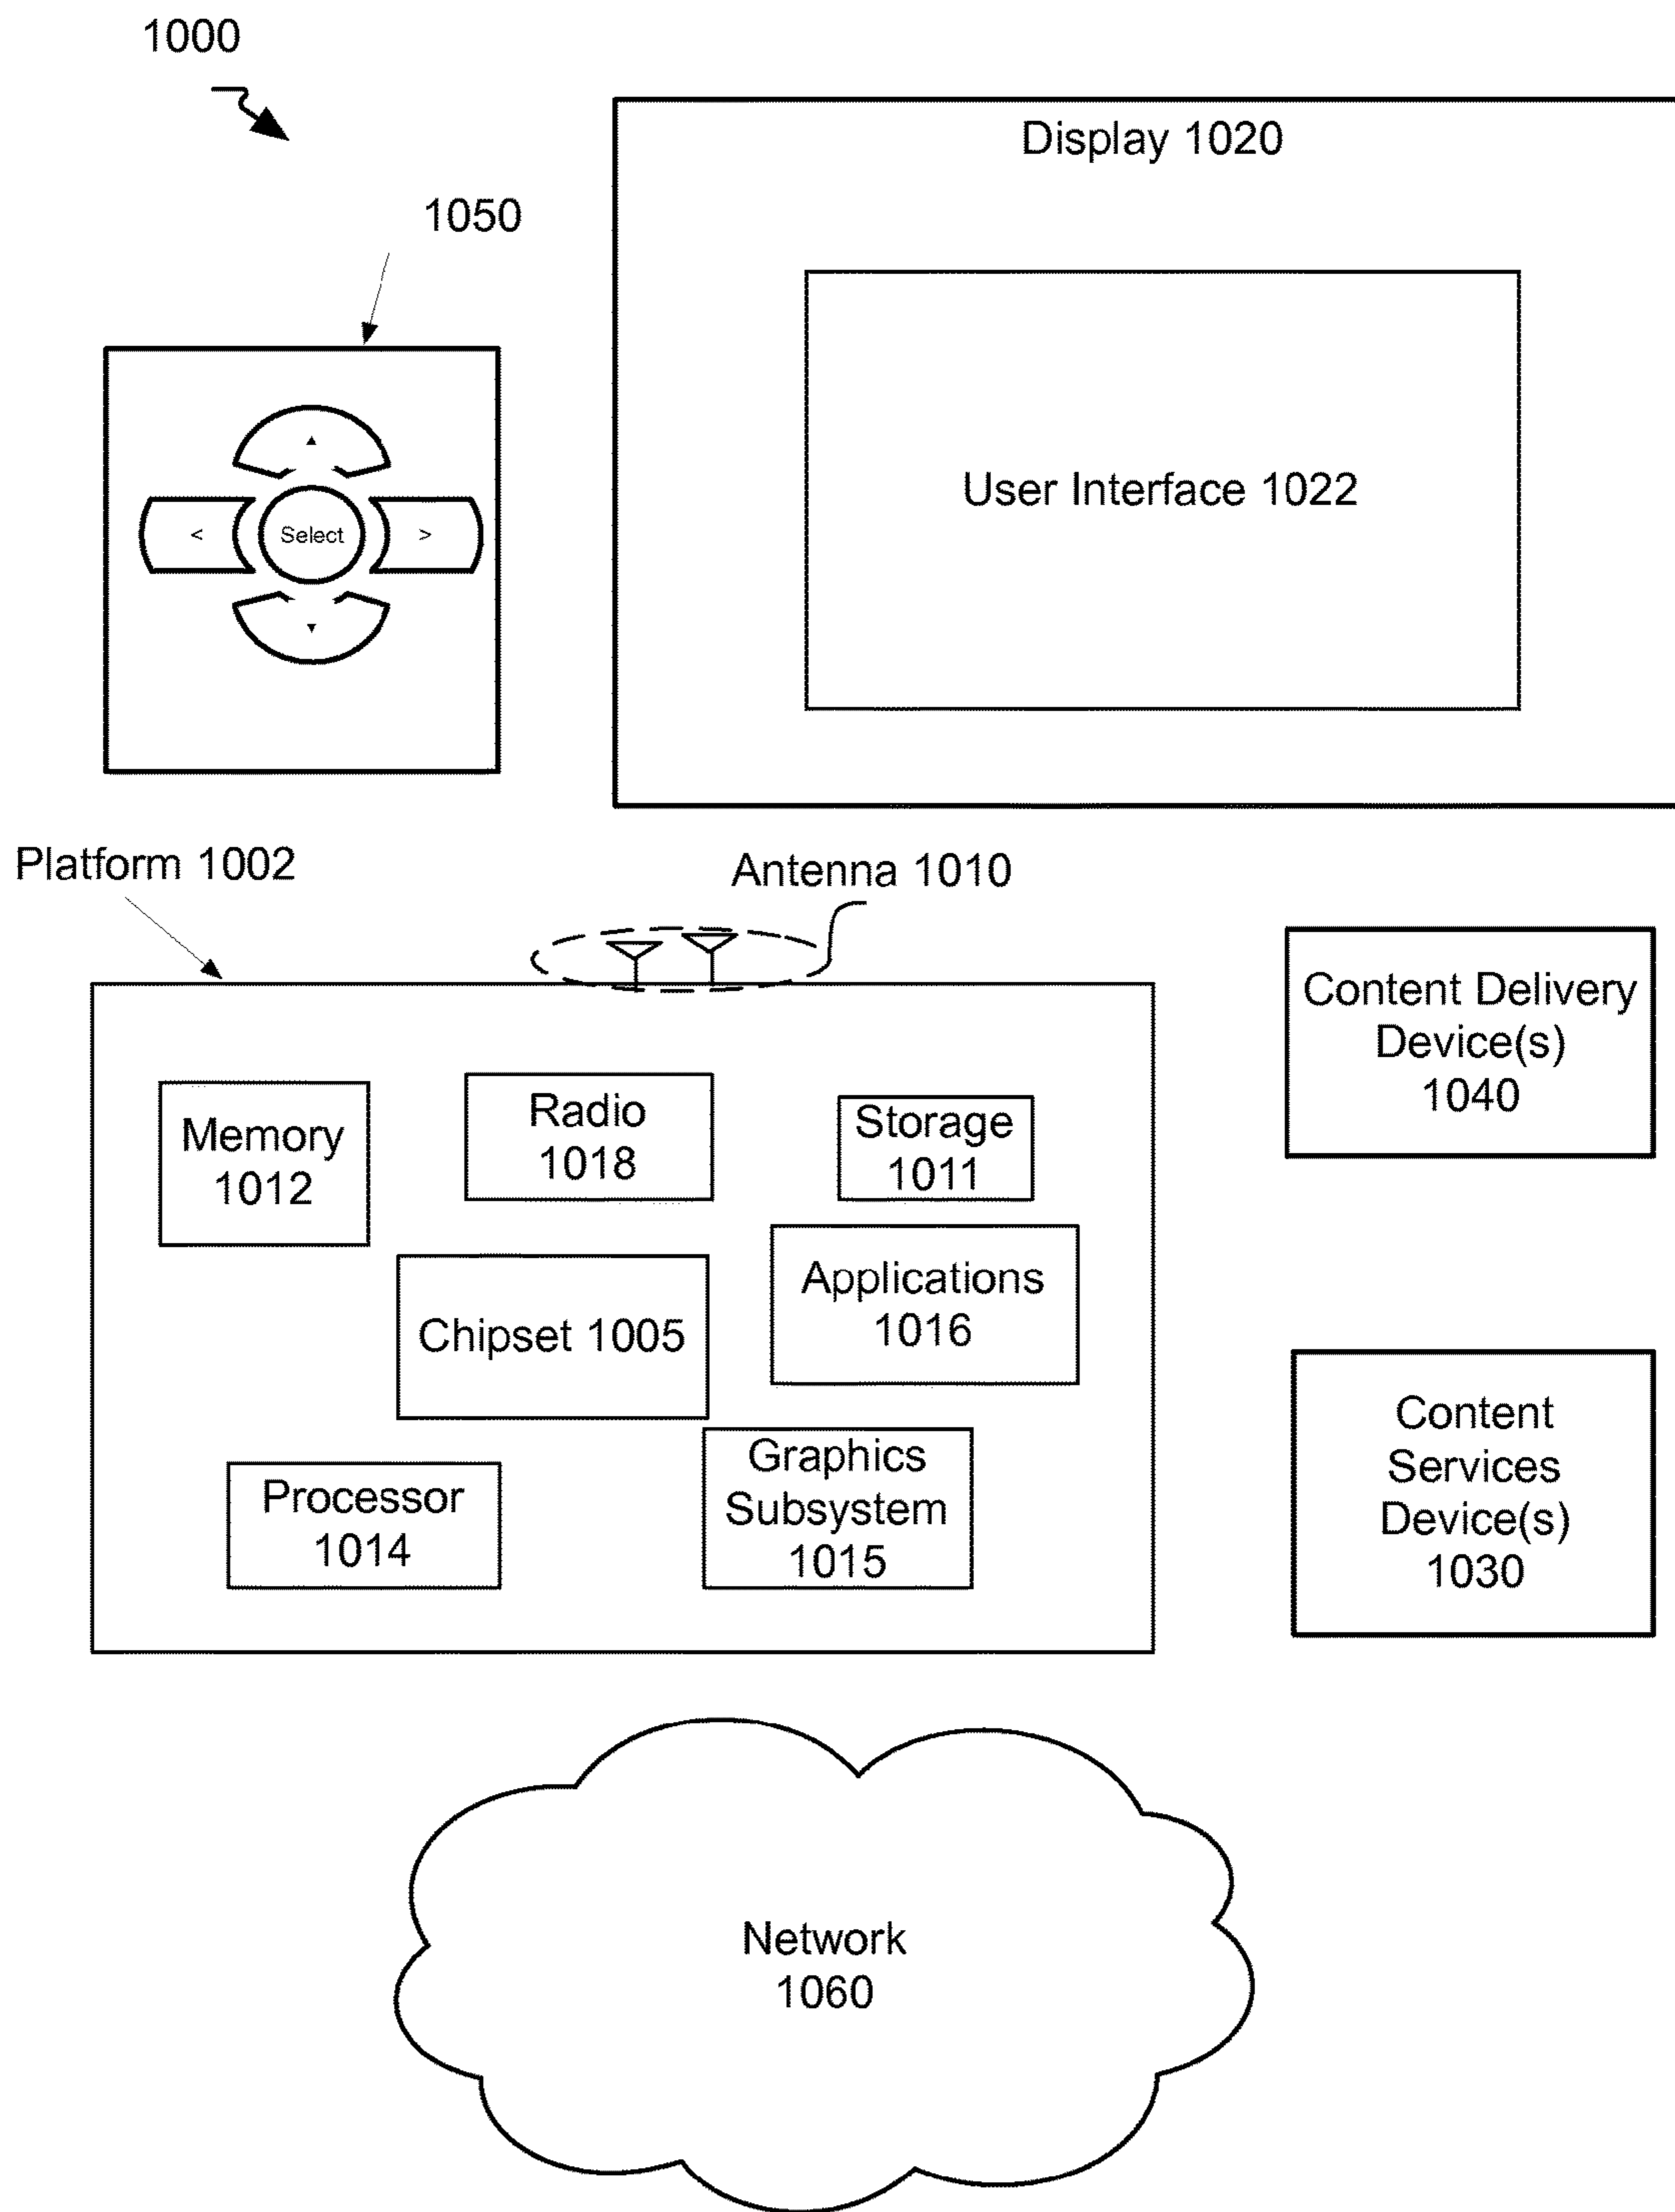 1000
Display 1020
1050
User Interface 1022
▲
<
Select
>
▼
Platform 1002
Antenna 1010
Content Delivery
Device(s)
1040
Memory
1012
Radio
1018
Storage
1011
Chipset 1005
Applications
1016
Processor
1014
Graphics
Subsystem
1015
Content
Services
Device(s)
1030
Network
1060